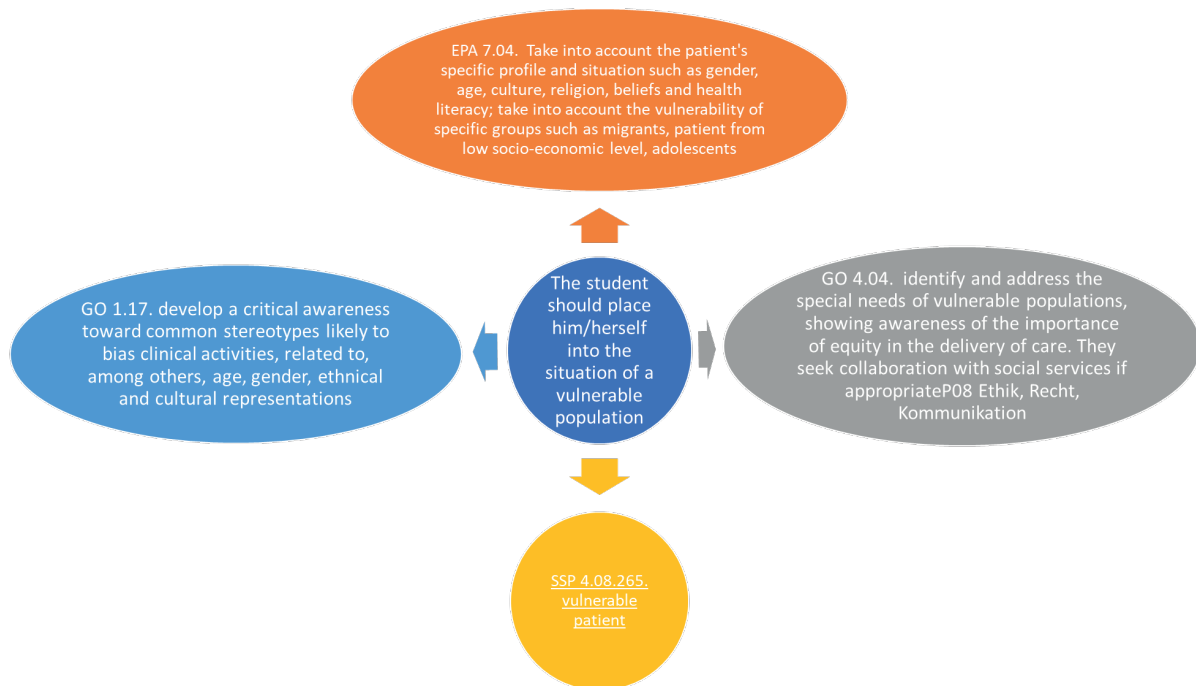 EPA 7.04.  Take into account the patient's
specific profile and situation such as gender,
age, culture, religion, beliefs and health
literacy; take into account the vulnerability of
specific groups such as migrants, patient from
low socio-economic level, adolescents
GO 1.17. develop a critical awareness
toward common stereotypes likely to
bias clinical activities, related to,
among others, age, gender, ethnical
and cultural representations
The student
should place
him/herself
into the
situation of a
vulnerable
population
GO 4.04.  identify and address the
special needs of vulnerable populations,
showing awareness of the importance
of equity in the delivery of care. They
seek collaboration with social services if
appropriateP08 Ethik, Recht,
Kommunikation
SSP 4.08.265.
vulnerable
patient